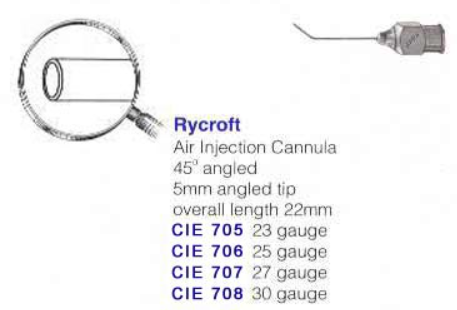 Rycroft
Air Injection Cannula
45° angled
5mm angled tip
overall length 22mm
CIE 705 23 gauge
CIE 706 25 gauge
CIE 707 27 gauge
CIE 708 30 gauge